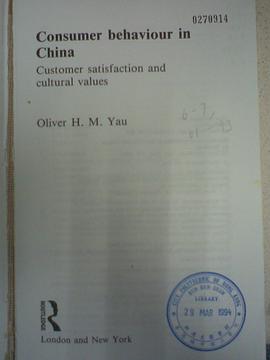 0270914
Consumer behaviour in
China
Customer satisfaction and
cultural values
Oliver H. M. Yau
LIBRARY
29 MAR 1994
ROUTLEDGE
London and New York